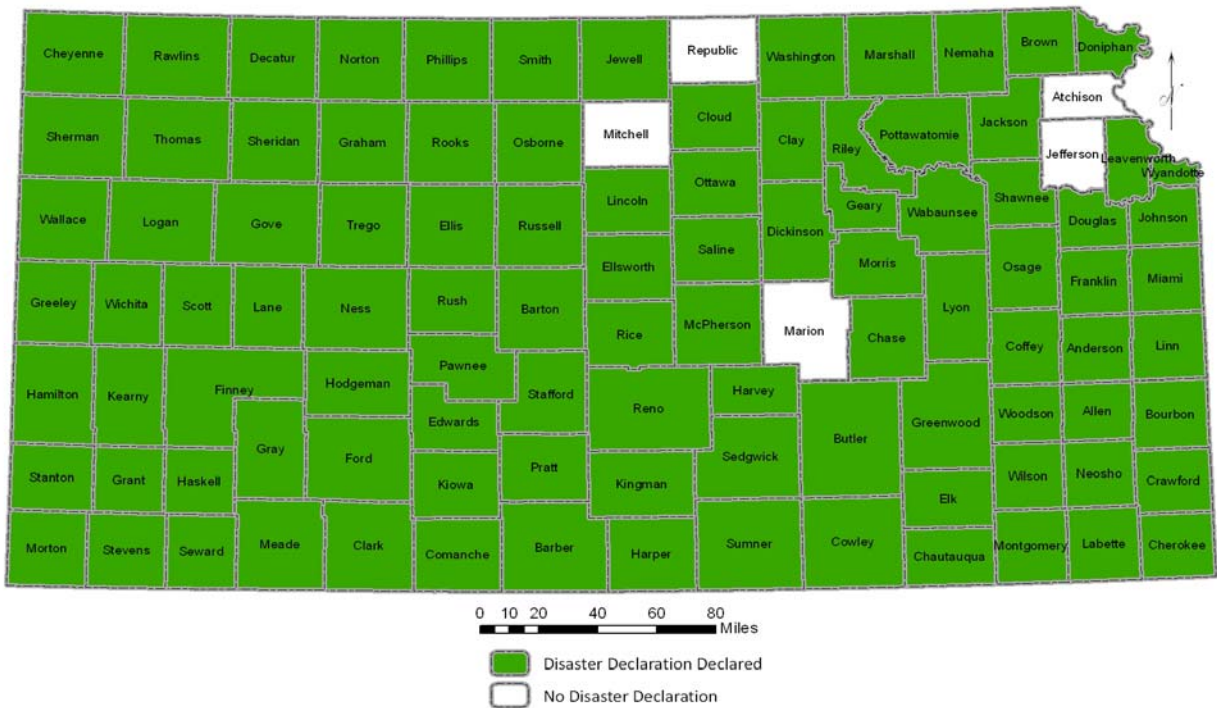 Cheyenne
Rawlins
Decatur
Norton
Phillips
Smith
Jewell
Republic
Washington
Marshall
Nemaha
Brown
Doniphan
Atchison
Sherman
Thomas
Sheridan
Graham
Rooks
Osborne
Mitchell
Cloud
Clay
Riley
Pottawatomie
Jackson
Jefferson
Leavenworth
Wyandotte
Wallace
Logan
Gove
Trego
Ellis
Russell
Lincoln
Ottawa
Dickinson
Geary
Wabaunsee
Shawnee
Douglas
Johnson
Ellsworth
Saline
Morris
Osage
Franklin
Miami
Greeley
Wichita
Scott
Lane
Ness
Rush
Barton
Rice
McPherson
Marion
Chase
Lyon
Coffey
Anderson
Linn
Hamilton
Kearny
Finney
Hodgeman
Pawnee
Stafford
Edwards
Reno
Harvey
Butler
Greenwood
Woodson
Allen
Bourbon
Gray
Ford
Sedgwick
Stanton
Grant
Haskell
Kiowa
Pratt
Kingman
Elk
Wilson
Neosho
Crawford
Morton
Stevens
Seward
Meade
Clark
Comanche
Barber
Harper
Sumner
Cowley
Chautauqua
Montgomery
Labette
Cherokee
0 10 20 40 60 80
Miles
Disaster Declaration Declared
No Disaster Declaration